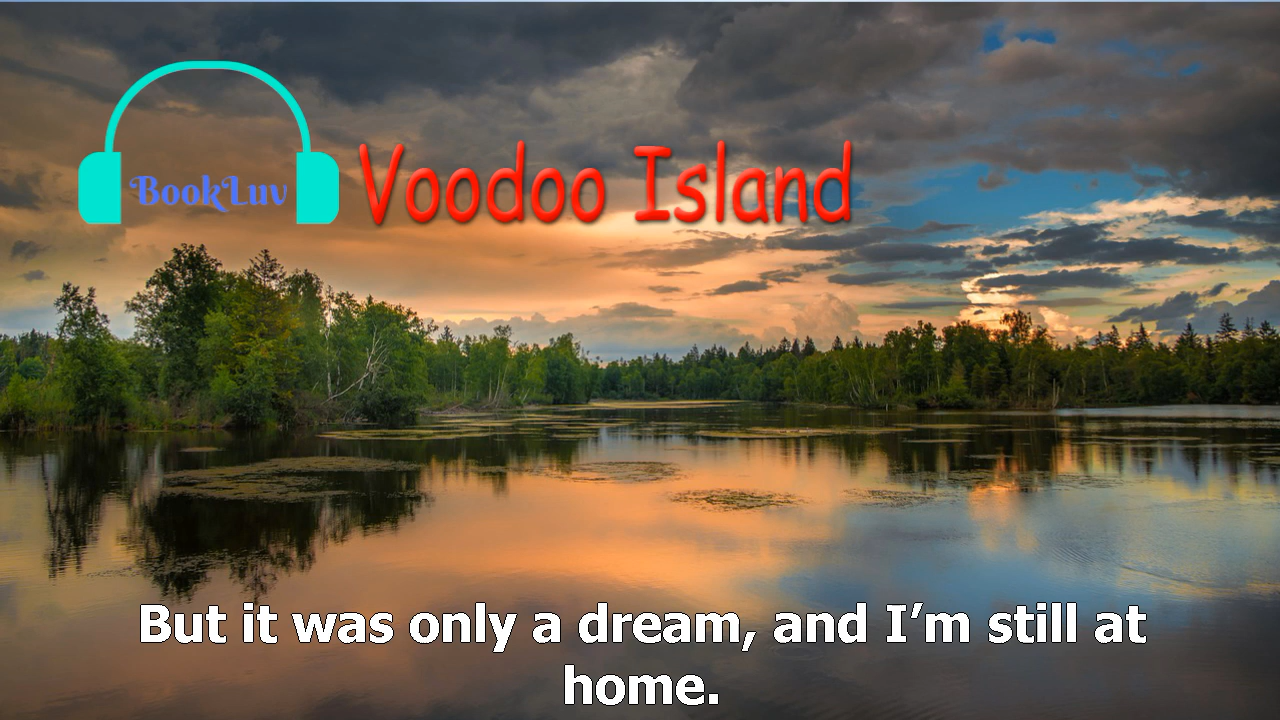 BookLuv
Voodoo Island
But it was only a dream, and I’m still at
home.